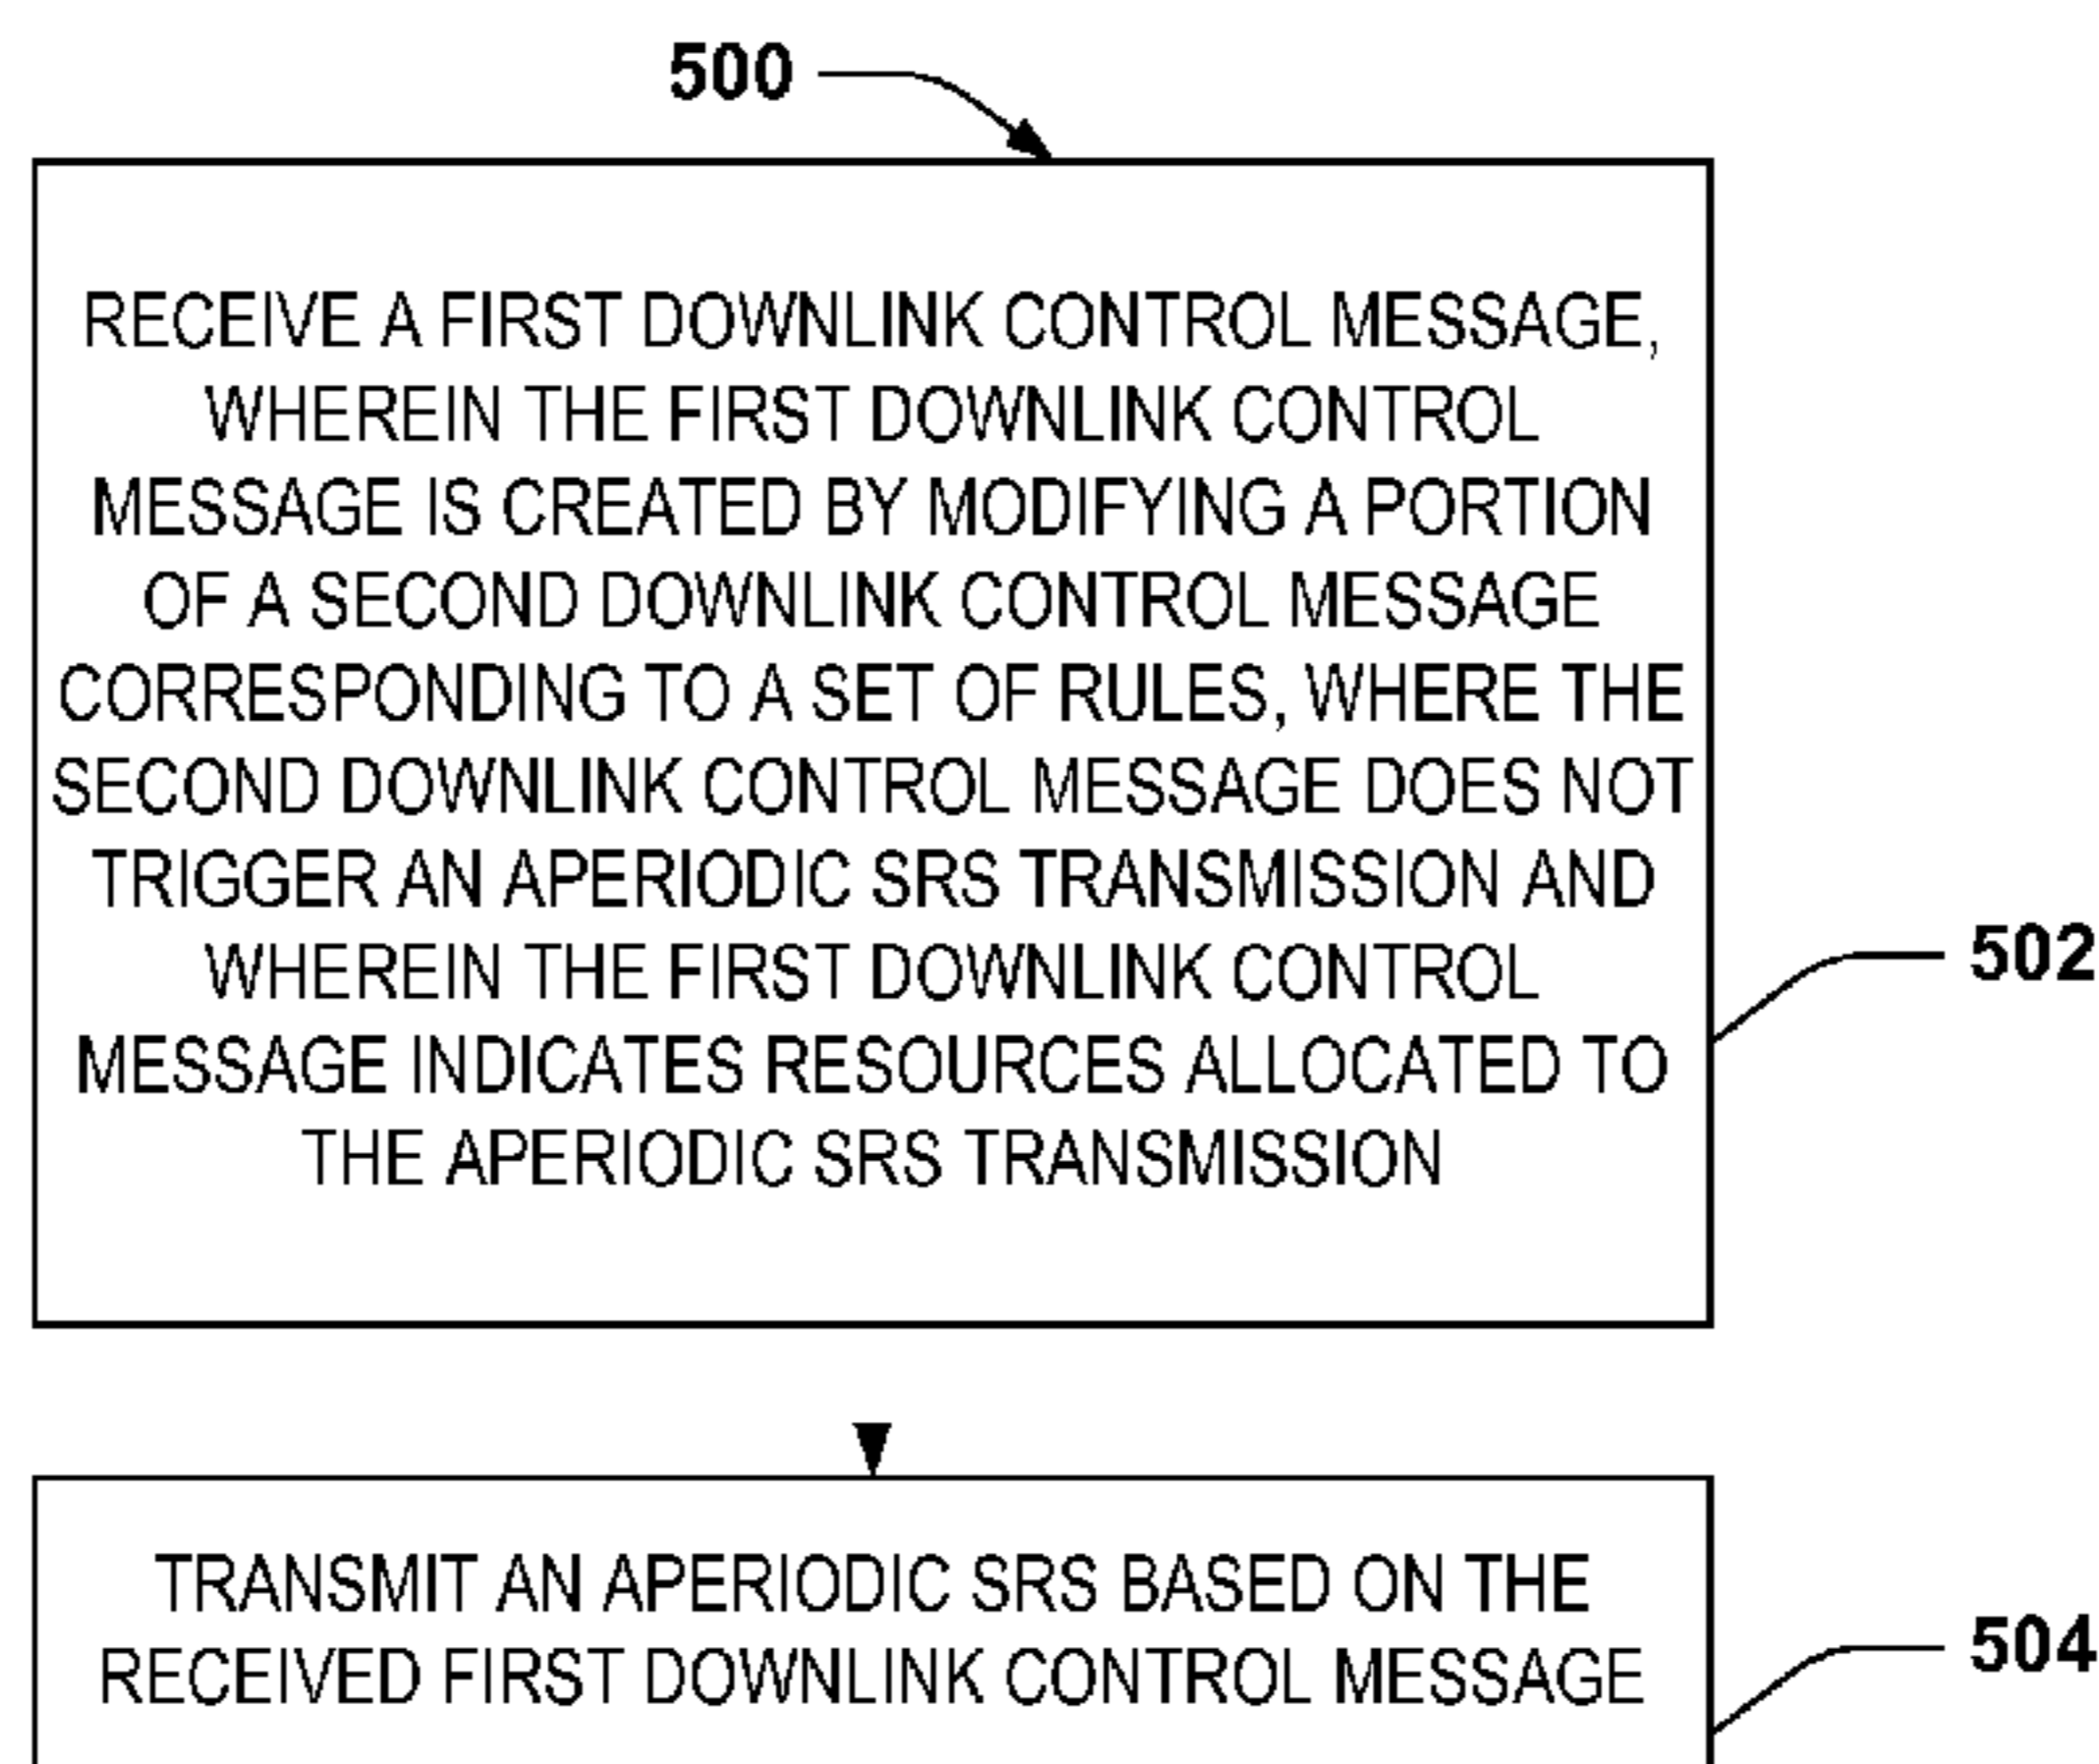 500
RECEIVE A FIRST DOWNLINK CONTROL MESSAGE,
WHEREIN THE FIRST DOWNLINK CONTROL
MESSAGE IS CREATED BY MODIFYING A PORTION
OF A SECOND DOWNLINK CONTROL MESSAGE
CORRESPONDING TO A SET OF RULES, WHERE THE
SECOND DOWNLINK CONTROL MESSAGE DOES NOT
TRIGGER AN APERIODIC SRS TRANSMISSION AND
WHEREIN THE FIRST DOWNLINK CONTROL
MESSAGE INDICATES RESOURCES ALLOCATED TO
THE APERIODIC SRS TRANSMISSION
502
TRANSMIT AN APERIODIC SRS BASED ON THE
RECEIVED FIRST DOWNLINK CONTROL MESSAGE
504